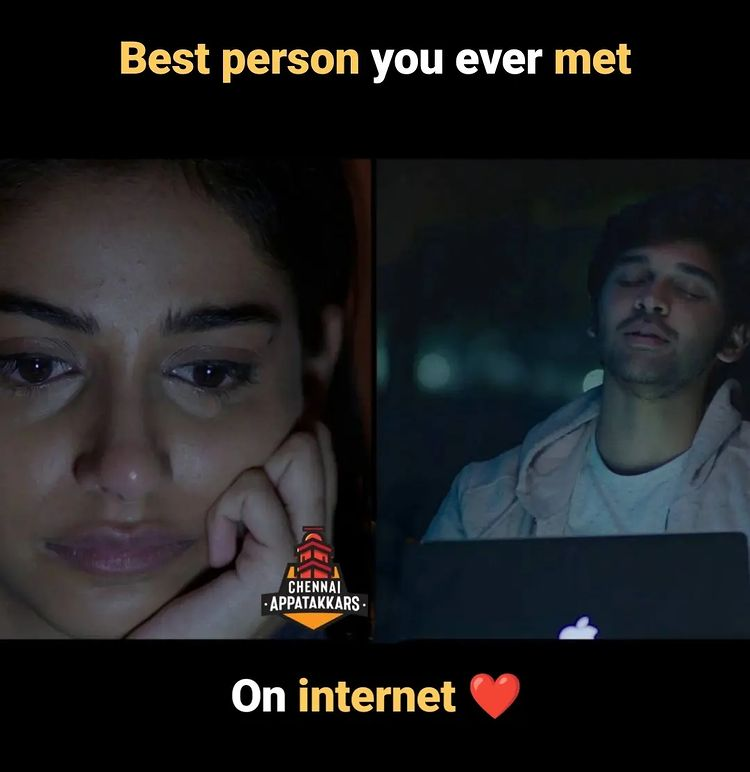 Best person you ever met
CHENNAI
·APPATAKKARS·
On internet ❤️